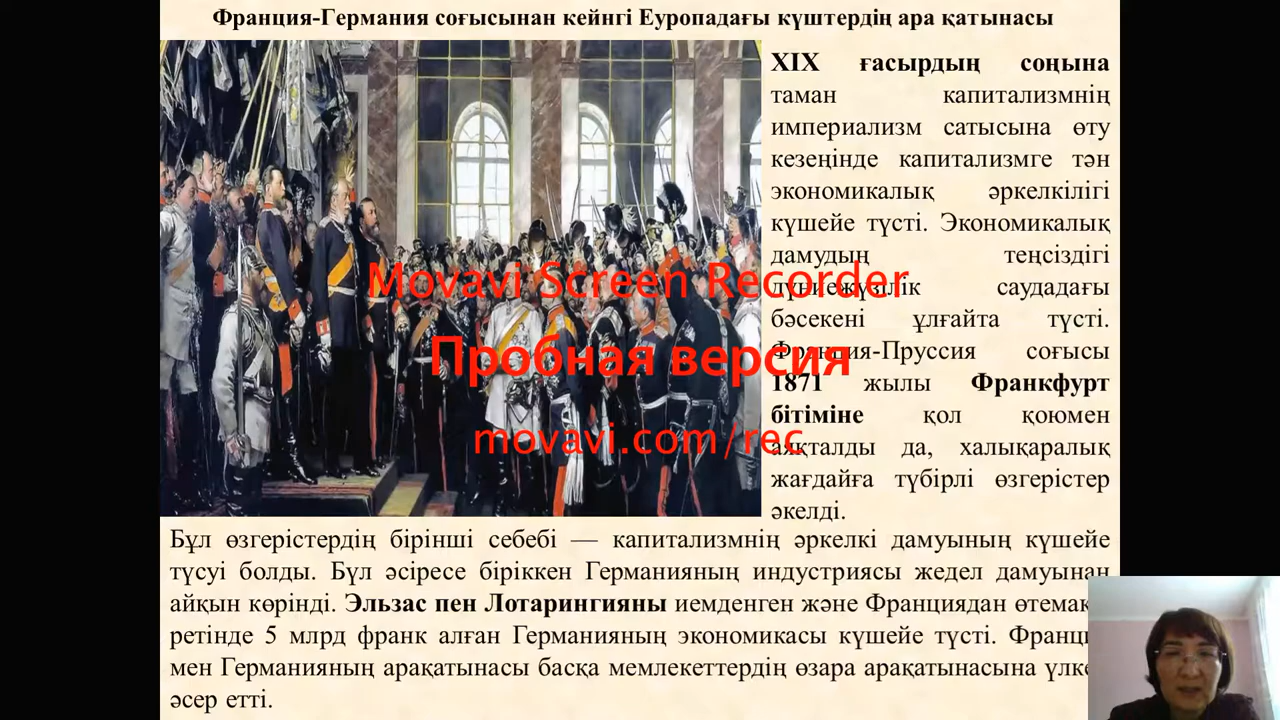 Франция-Германия соғысынан кейнгі Еуропадағы күштердің ара қатынасы
XIX ғасырдың соңына
таман капитализмнің
империализм сатысына өту
кезеңінде капитализмге тән
экономикалық әркелкілігі
күшейе түсті. Экономикалық
дамудың теңсіздігі
дүниежүзілік саудадағы
бәсекені ұлғайта түсті.
Франция-Пруссия соғысы
1871 жылы Франкфурт
бітіміне қол қоюмен
аяқталды да, халықаралық
жағдайға түбірлі өзгерістер
әкелді.
Movavi Screen Recorder
Пробная версия
movavi.com/rec
Бұл өзгерістердің бірінші себебі — капитализмнің әркелкі дамуының күшейе
түсуі болды. Бүл әсіресе біріккен Германияның индустриясы жедел дамуынан
айқын көрінді. Эльзас пен Лотарингияны иемденген және Франциядан
ретінде 5 млрд франк алған Германияның экономикасы күшейе түсті.
мен Германияның арақатынасы басқа мемлекеттердің өзара арақатынасына
әсер етті.